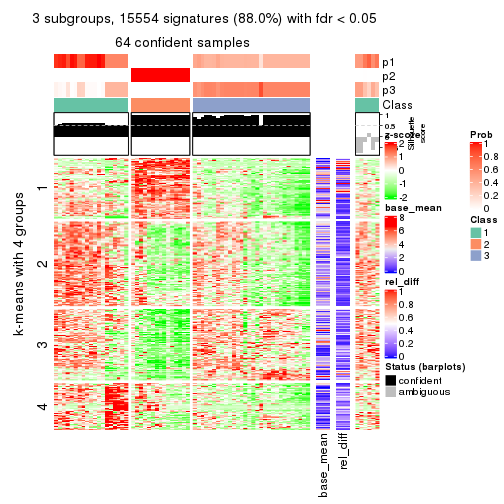 3 subgroups, 15554 signatures (88.0%) with fdr < 0.05
64 confident samples
p1
p2
p3
Class
1
0.5
0
Silhouette
score
k-means with 4 groups
1
2
3
4
base_mean
rel_diff
z-score
2
1
0
-1
-2
base_mean
8
6
4
2
0
rel_diff
1
0.8
0.6
0.4
0.2
0
Status (barplots)
confident
ambiguous
Prob
1
0.8
0.6
0.4
0.2
0
Class
1
2
3